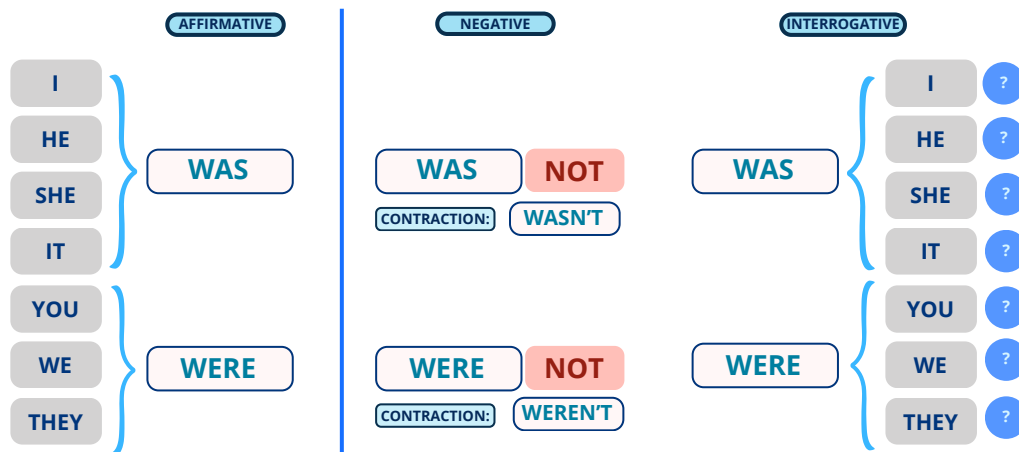 AFFIRMATIVE
I
HE
SHE
IT
WAS
YOU
WE
THEY
WERE
NEGATIVE
WAS NOT
CONTRACTION: WASN'T
WERE NOT
CONTRACTION: WEREN'T
INTERROGATIVE
WAS
I ?
HE ?
SHE ?
IT ?
WERE
YOU ?
WE ?
THEY ?